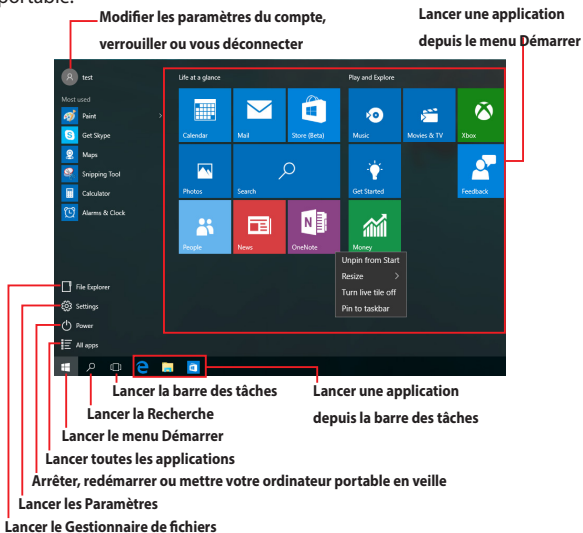 portable.
Modifier les paramètres du compte,
verrouiller ou vous déconnecter
Lancer une application
depuis le menu Démarrer
test
Life at a glance
Play and Explore
Most used
Paint
Get Skype
Maps
Snipping Tool
Calculator
Alarms & Clock
Calendar
Mail
Store (Beta)
Music
Movies & TV
Xbox
Photos
Search
Get Started
Feedback
People
News
OneNote
Money
Unpin from Start
Resize
Turn live tile off
Pin to taskbar
File Explorer
Settings
Power
All apps
Lancer la barre des tâches
Lancer une application
depuis la barre des tâches
Lancer la Recherche
Lancer le menu Démarrer
Lancer toutes les applications
Arrêter, redémarrer ou mettre votre ordinateur portable en veille
Lancer les Paramètres
Lancer le Gestionnaire de fichiers